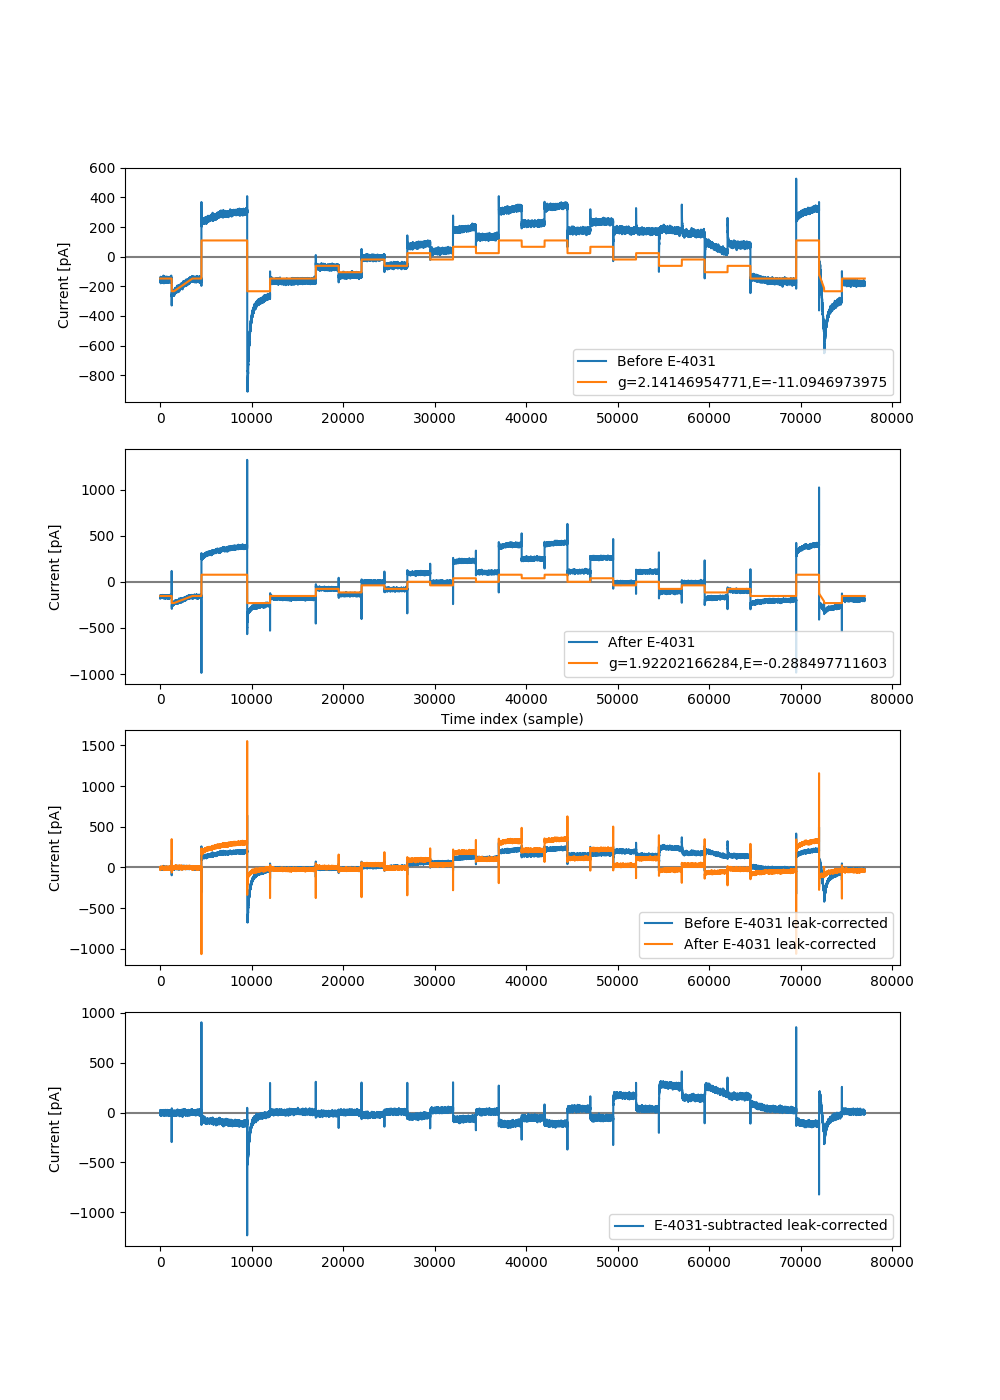 600
400
200
0
−200
−400
−600
−800
Current [pA]
Before E-4031
g=2.14146954771,E=-11.0946973975
0 10000 20000 30000 40000 50000 60000 70000 80000
1000
500
0
−500
−1000
Current [pA]
After E-4031
g=1.92202166284,E=-0.288497711603
0 10000 20000 30000 40000 50000 60000 70000 80000
Time index (sample)
1500
1000
500
0
−500
−1000
Current [pA]
Before E-4031 leak-corrected
After E-4031 leak-corrected
0 10000 20000 30000 40000 50000 60000 70000 80000
1000
500
0
−500
−1000
Current [pA]
E-4031-subtracted leak-corrected
0 10000 20000 30000 40000 50000 60000 70000 80000